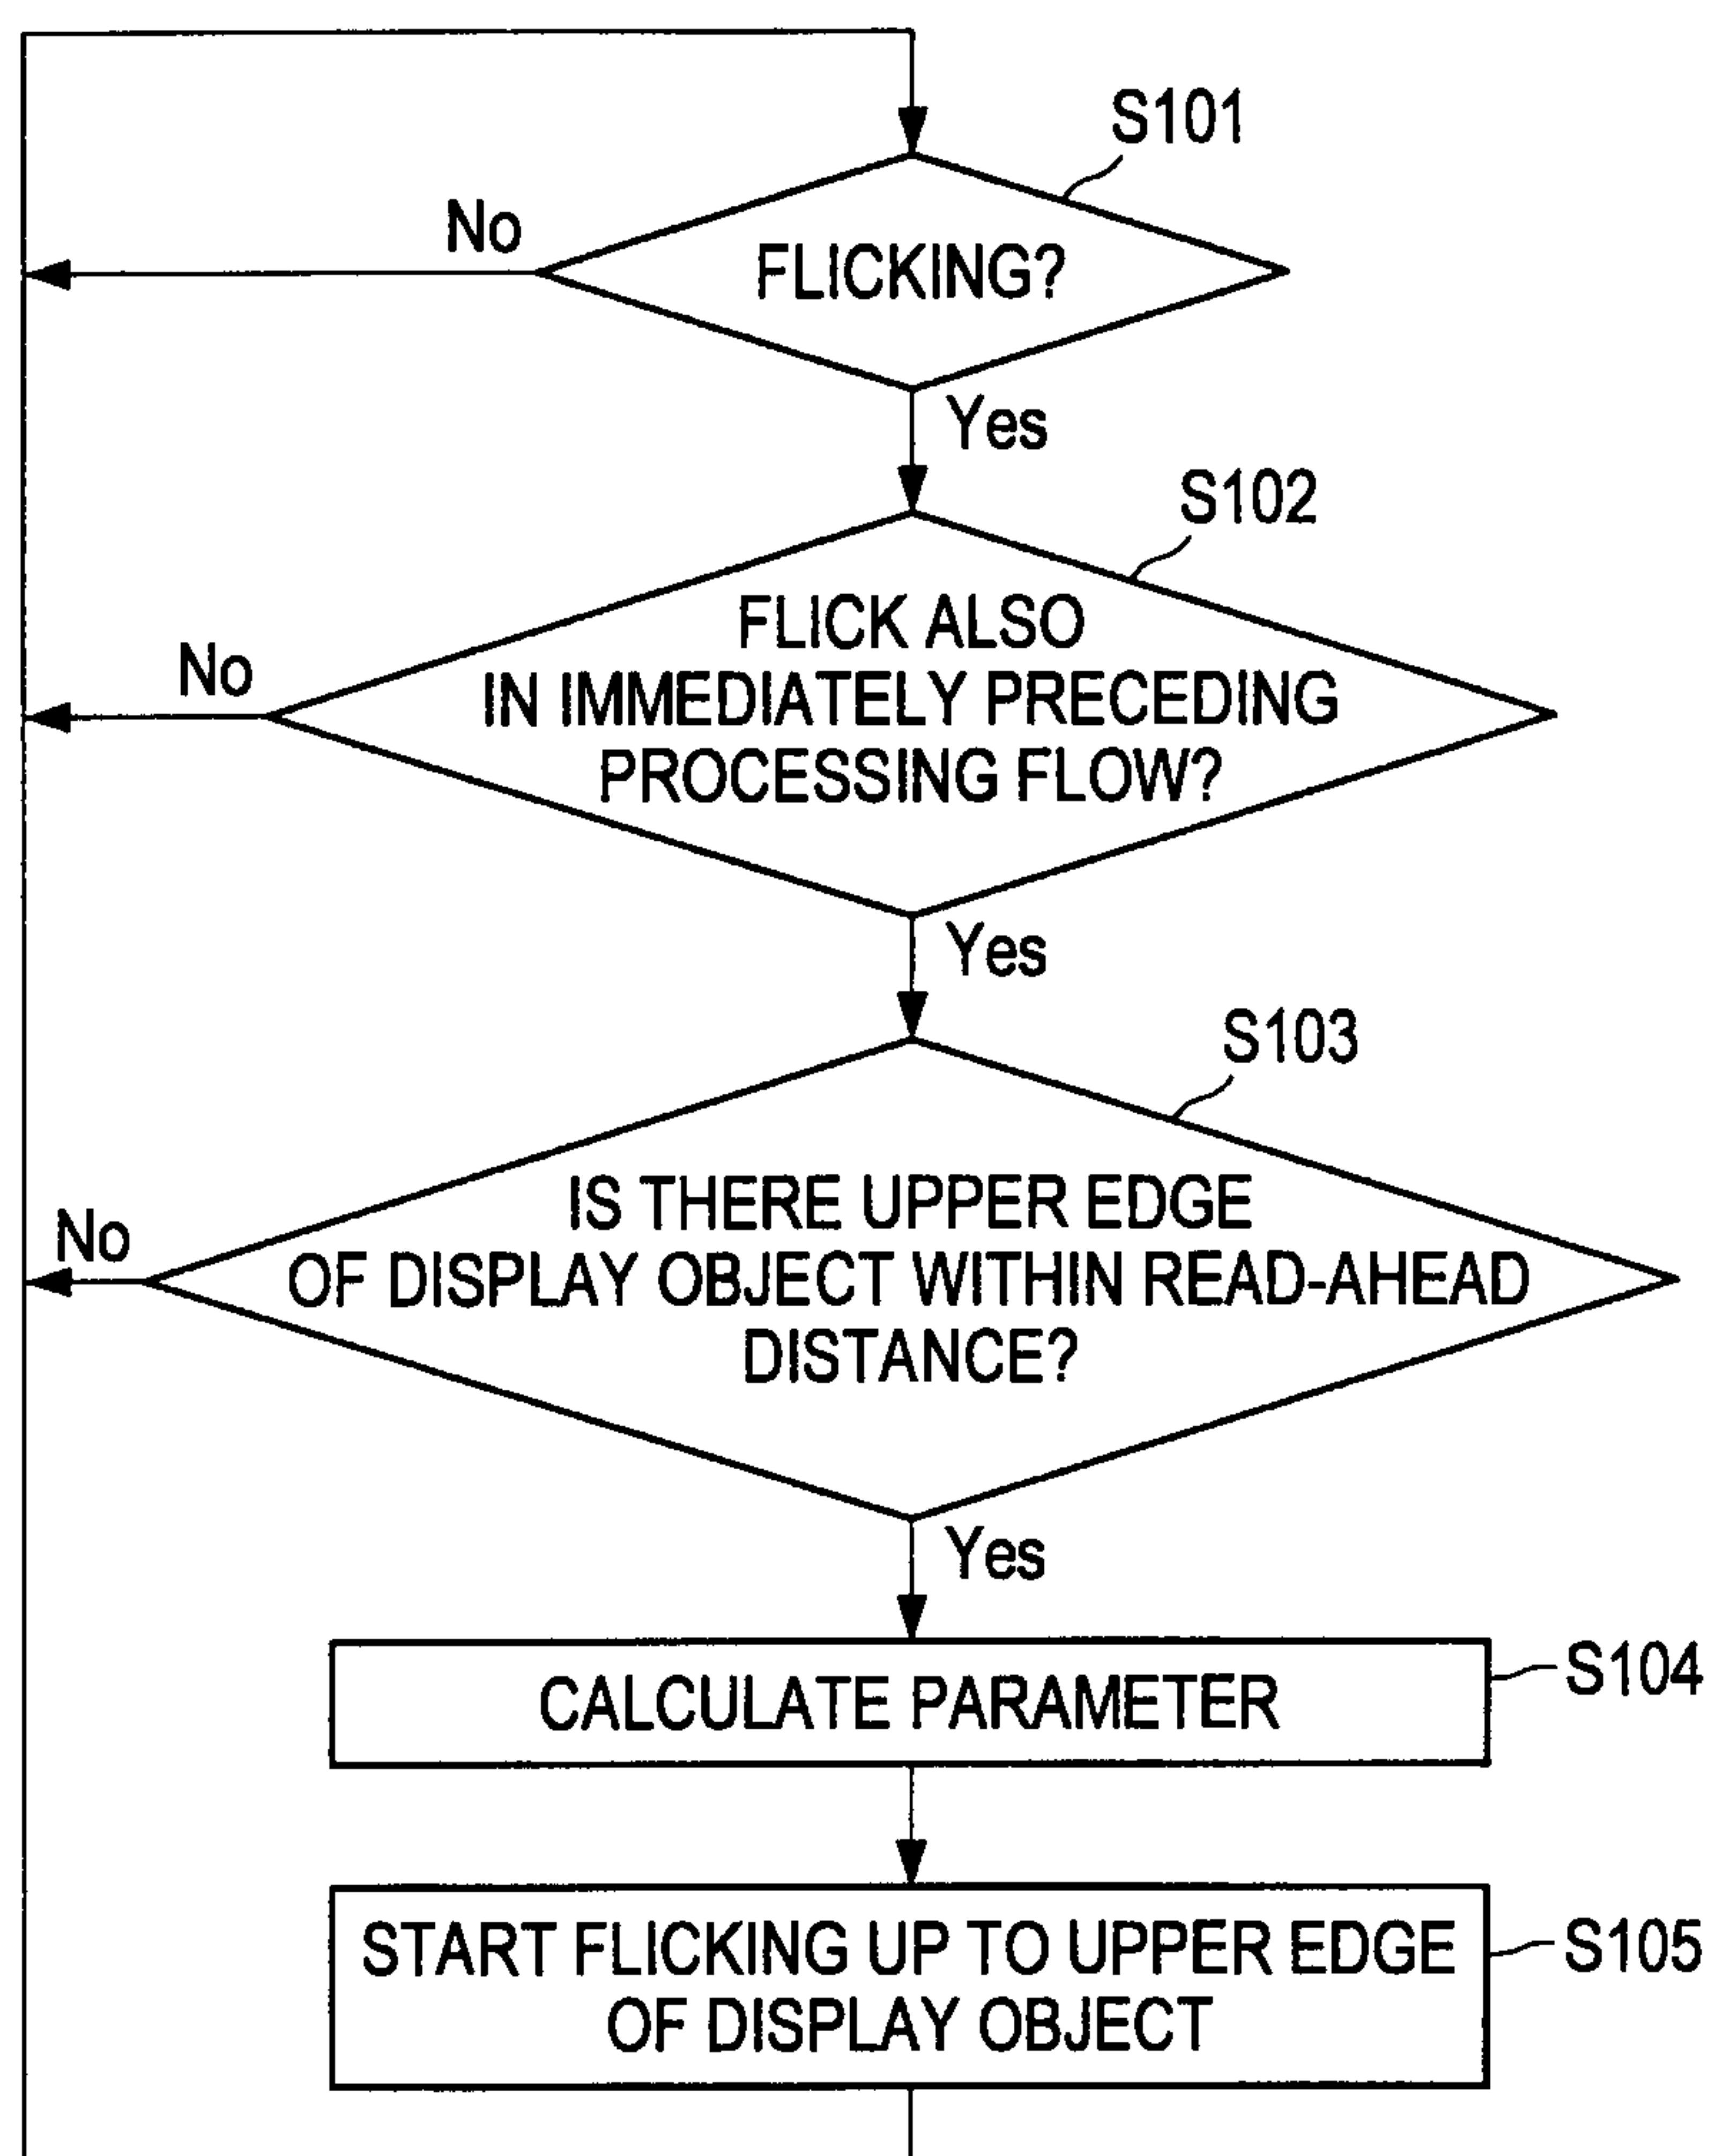 S101
No
FLICKING?
Yes
S102
FLICK ALSO
No
IN IMMEDIATELY PRECEDING
PROCESSING FLOW?
Yes
S103
IS THERE UPPER EDGE
No
OF DISPLAY OBJECT WITHIN READ-AHEAD
DISTANCE?
Yes
CALCULATE PARAMETER
S104
START FLICKING UP TO UPPER EDGE
S105
OF DISPLAY OBJECT